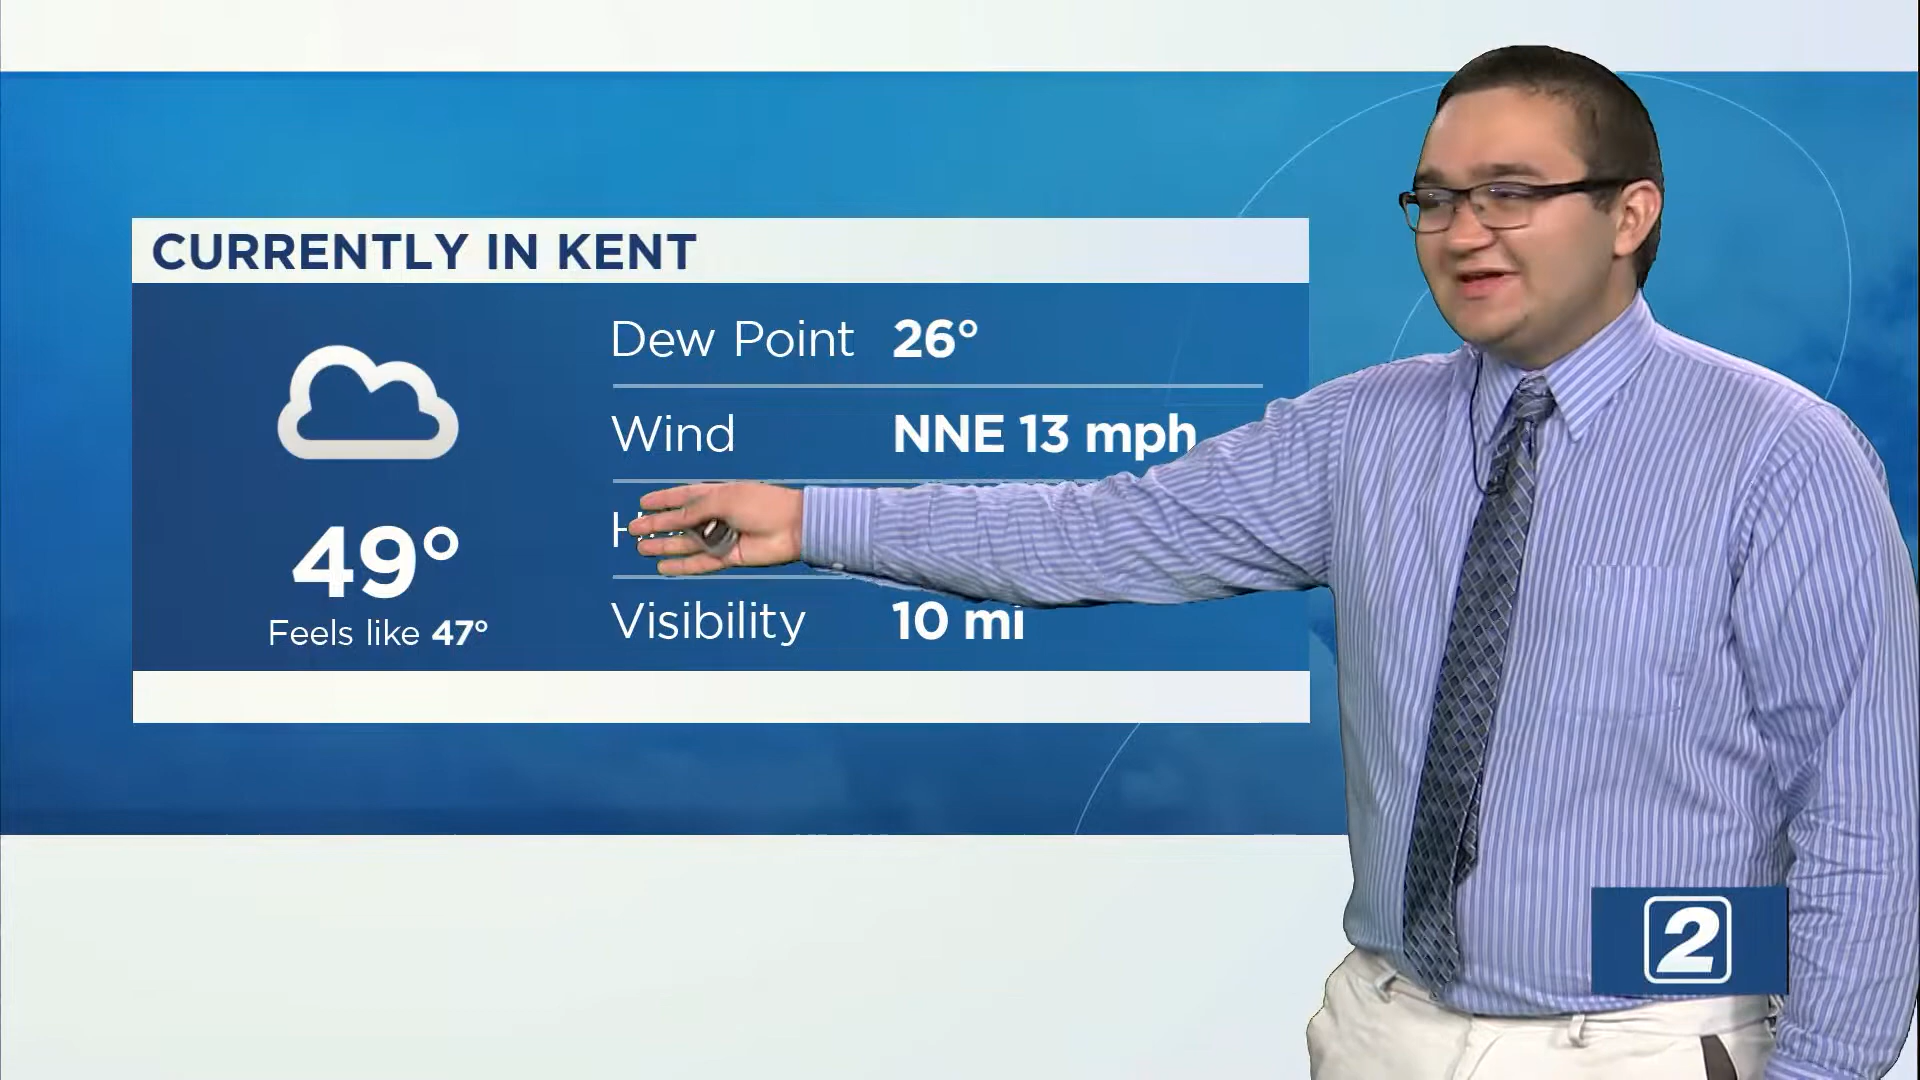 CURRENTLY IN KENT
Dew Point 26°
Wind NNE 13 mph
49°
Feels like 47°
Visibility 10 mi
2